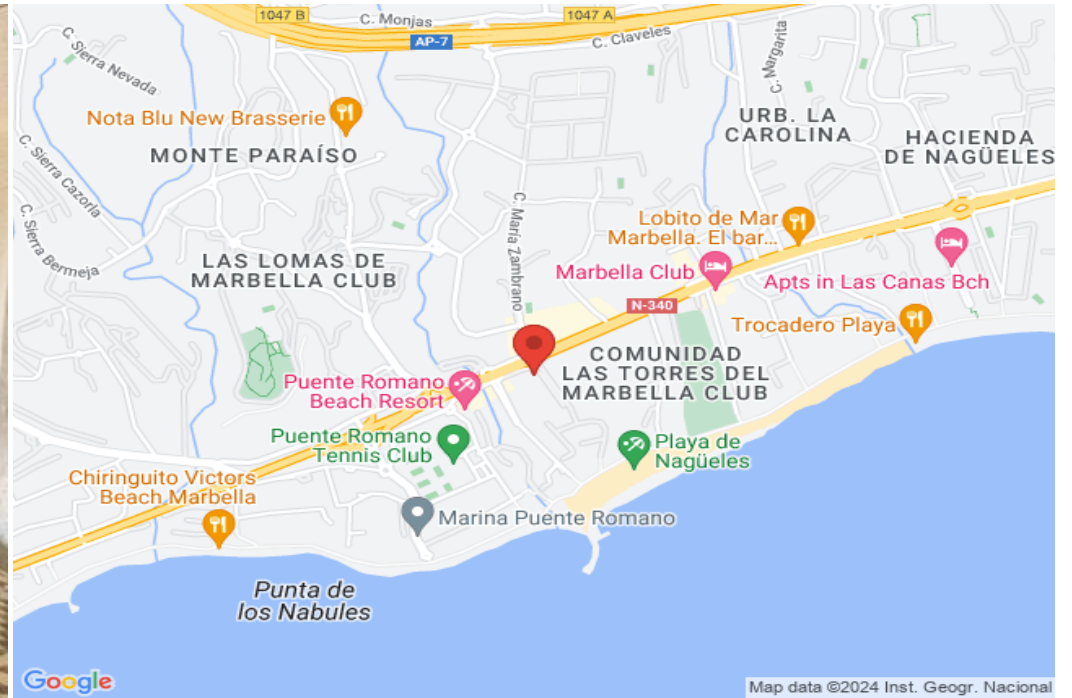 1047 B
C. Monjas
1047 A
AP-7
C. Claveles
C. Sierra Nevada
C. Margarita
Nota Blu New Brasserie
URB. LA
CAROLINA
HACIENDA
DE NAGÜELES
MONTE PARAÍSO
C. Sierra Cazorla
C. María Zambrano
C. Sierra Bermeja
Lobito de Mar
Marbella. El bar...
LAS LOMAS DE
MARBELLA CLUB
Marbella Club
Apts in Las Canas Bch
N-340
Trocadero Playa
COMUNIDAD
LAS TORRES DEL
MARBELLA CLUB
Puente Romano
Beach Resort
Puente Romano
Tennis Club
Playa de
Nagüeles
Chiringuito Victors
Beach Marbella
Marina Puente Romano
Punta de
los Nabules
Google
Map data ©2024 Inst. Geogr. Nacional